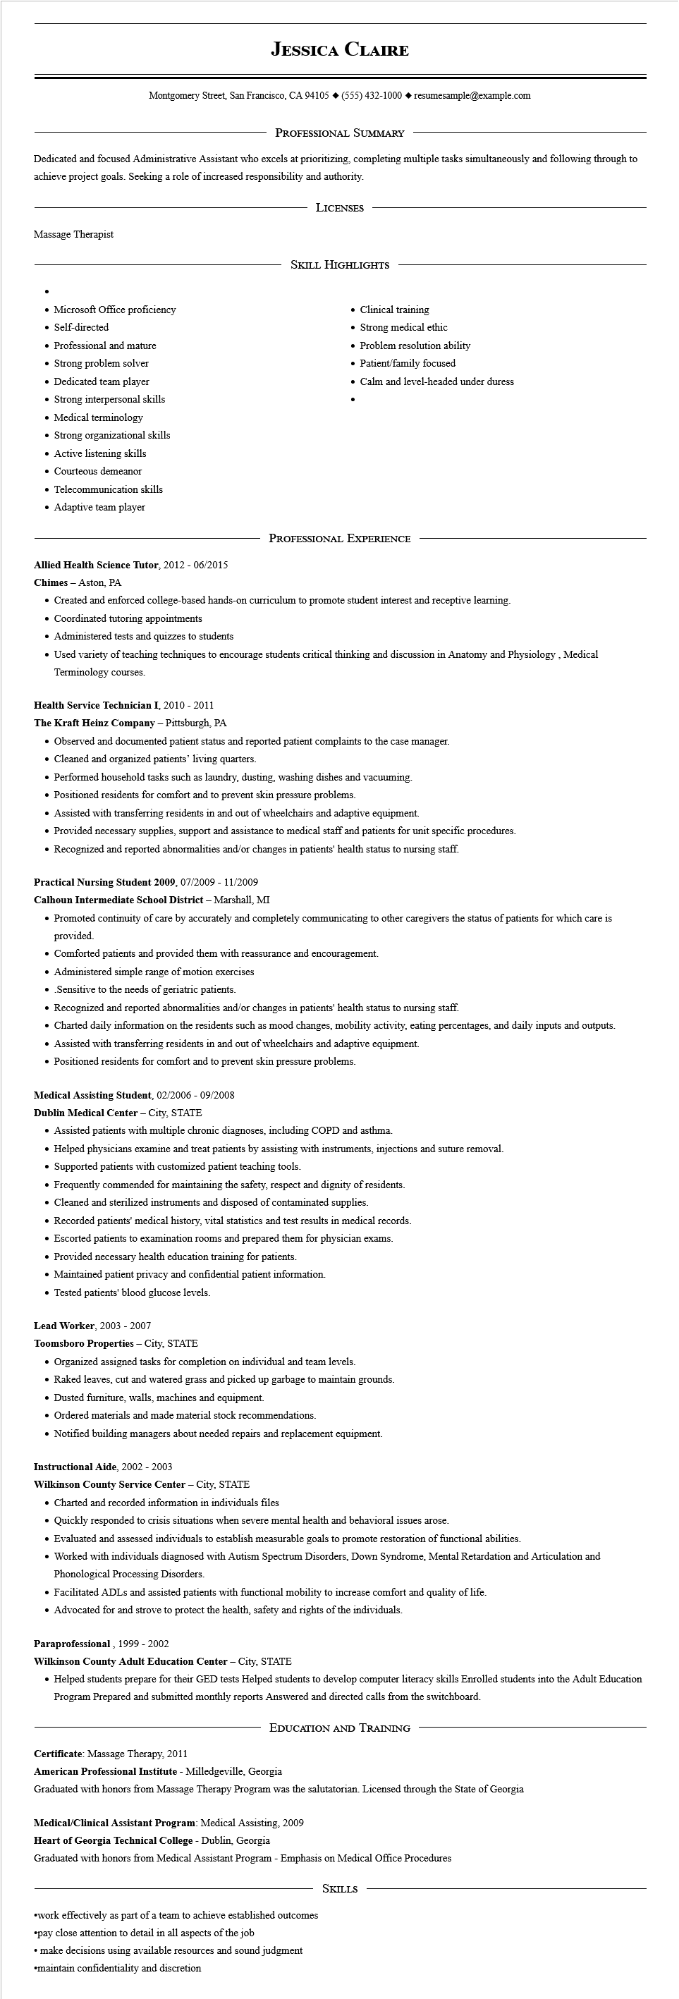 Jessica Claire
Montgomery Street, San Francisco, CA 94105 ◆ (555) 432-1000 ◆ resumesample@example.com
Professional Summary
Dedicated and focused Administrative Assistant who excels at prioritizing, completing multiple tasks simultaneously and following through to
achieve project goals. Seeking a role of increased responsibility and authority.
Licenses
Massage Therapist
Skill Highlights
•
• Microsoft Office proficiency
• Self-directed
• Professional and mature
• Strong problem solver
• Dedicated team player
• Strong interpersonal skills
• Medical terminology
• Strong organizational skills
• Active listening skills
• Courteous demeanor
• Telecommunication skills
• Adaptive team player
• Clinical training
• Strong medical ethic
• Problem resolution ability
• Patient/family focused
• Calm and level-headed under duress
•
Professional Experience
Allied Health Science Tutor, 2012 - 06/2015
Chimes – Aston, PA
• Created and enforced college-based hands-on curriculum to promote student interest and receptive learning.
• Coordinated tutoring appointments
• Administered tests and quizzes to students
• Used variety of teaching techniques to encourage students critical thinking and discussion in Anatomy and Physiology , Medical
Terminology courses.
Health Service Technician I, 2010 - 2011
The Kraft Heinz Company – Pittsburgh, PA
• Observed and documented patient status and reported patient complaints to the case manager.
• Cleaned and organized patients’ living quarters.
• Performed household tasks such as laundry, dusting, washing dishes and vacuuming.
• Positioned residents for comfort and to prevent skin pressure problems.
• Assisted with transferring residents in and out of wheelchairs and adaptive equipment.
• Provided necessary supplies, support and assistance to medical staff and patients for unit specific procedures.
• Recognized and reported abnormalities and/or changes in patients' health status to nursing staff.
Practical Nursing Student 2009, 07/2009 - 11/2009
Calhoun Intermediate School District – Marshall, MI
• Promoted continuity of care by accurately and completely communicating to other caregivers the status of patients for which care is
provided.
• Comforted patients and provided them with reassurance and encouragement.
• Administered simple range of motion exercises
• .Sensitive to the needs of geriatric patients.
• Recognized and reported abnormalities and/or changes in patients' health status to nursing staff.
• Charted daily information on the residents such as mood changes, mobility activity, eating percentages, and daily inputs and outputs.
• Assisted with transferring residents in and out of wheelchairs and adaptive equipment.
• Positioned residents for comfort and to prevent skin pressure problems.
Medical Assisting Student, 02/2006 - 09/2008
Dublin Medical Center – City, STATE
• Assisted patients with multiple chronic diagnoses, including COPD and asthma.
• Helped physicians examine and treat patients by assisting with instruments, injections and suture removal.
• Supported patients with customized patient teaching tools.
• Frequently commended for maintaining the safety, respect and dignity of residents.
• Cleaned and sterilized instruments and disposed of contaminated supplies.
• Recorded patients' medical history, vital statistics and test results in medical records.
• Escorted patients to examination rooms and prepared them for physician exams.
• Provided necessary health education training for patients.
• Maintained patient privacy and confidential patient information.
• Tested patients' blood glucose levels.
Lead Worker, 2003 - 2007
Toomsboro Properties – City, STATE
• Organized assigned tasks for completion on individual and team levels.
• Raked leaves, cut and watered grass and picked up garbage to maintain grounds.
• Dusted furniture, walls, machines and equipment.
• Ordered materials and made material stock recommendations.
• Notified building managers about needed repairs and replacement equipment.
Instructional Aide, 2002 - 2003
Wilkinson County Service Center – City, STATE
• Charted and recorded information in individuals files
• Quickly responded to crisis situations when severe mental health and behavioral issues arose.
• Evaluated and assessed individuals to establish measurable goals to promote restoration of functional abilities.
• Worked with individuals diagnosed with Autism Spectrum Disorders, Down Syndrome, Mental Retardation and Articulation and
Phonological Processing Disorders.
• Facilitated ADLs and assisted patients with functional mobility to increase comfort and quality of life.
• Advocated for and strove to protect the health, safety and rights of the individuals.
Paraprofessional , 1999 - 2002
Wilkinson County Adult Education Center – City, STATE
• Helped students prepare for their GED tests Helped students to develop computer literacy skills Enrolled students into the Adult Education
Program Prepared and submitted monthly reports Answered and directed calls from the switchboard.
Education and Training
Certificate: Massage Therapy, 2011
American Professional Institute - Milledgeville, Georgia
Graduated with honors from Massage Therapy Program was the salutatorian. Licensed through the State of Georgia
Medical/Clinical Assistant Program: Medical Assisting, 2009
Heart of Georgia Technical College - Dublin, Georgia
Graduated with honors from Medical Assistant Program - Emphasis on Medical Office Procedures
Skills
•work effectively as part of a team to achieve established outcomes
•pay close attention to detail in all aspects of the job
• make decisions using available resources and sound judgment
•maintain confidentiality and discretion